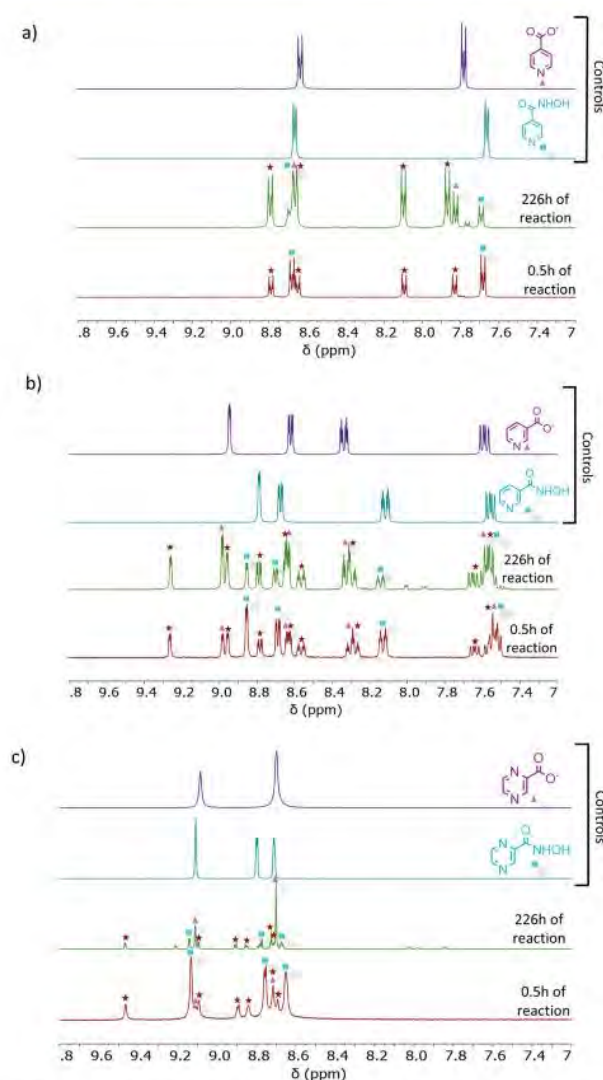 a)
O
O⁻
N
Controls
O
NHOH
N
226h of
reaction
0.5h of
reaction
.8 9.6 9.4 9.2 9.0 8.8 8.6 8.4 8.2 8.0 7.8 7.6 7.4 7
δ (ppm)
b)
O
O⁻
N
Controls
O
NHOH
N
226h of
reaction
0.5h of
reaction
.8 9.6 9.4 9.2 9.0 8.8 8.6 8.4 8.2 8.0 7.8 7.6 7.4 7
δ (ppm)
c)
N
O
O⁻
N
Controls
N
O
NHOH
N
226h of
reaction
0.5h of
reaction
.8 9.6 9.4 9.2 9.0 8.8 8.6 8.4 8.2 8.0 7.8 7.6 7.4 7
δ (ppm)